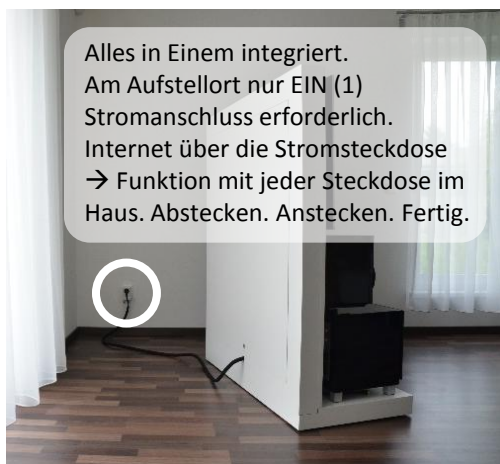 Alles in Einem integriert.
Am Aufstellort nur EIN (1)
Stromanschluss erforderlich.
Internet über die Stromsteckdose
→ Funktion mit jeder Steckdose im
Haus. Abstecken. Anstecken. Fertig.